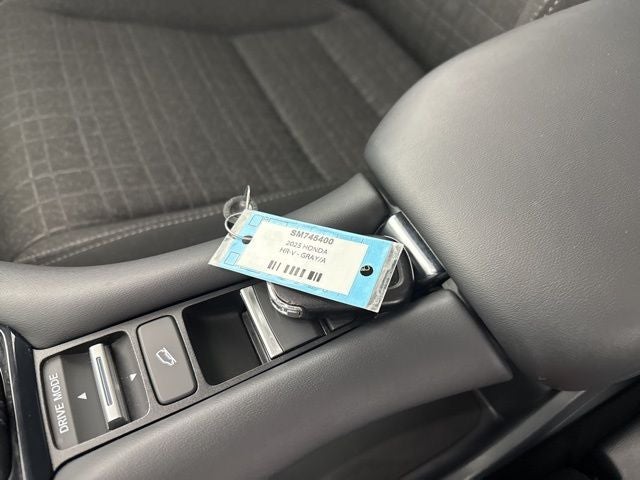 SM746400
2025 HONDA
HR-V - GRAY/A
DRIVE MODE